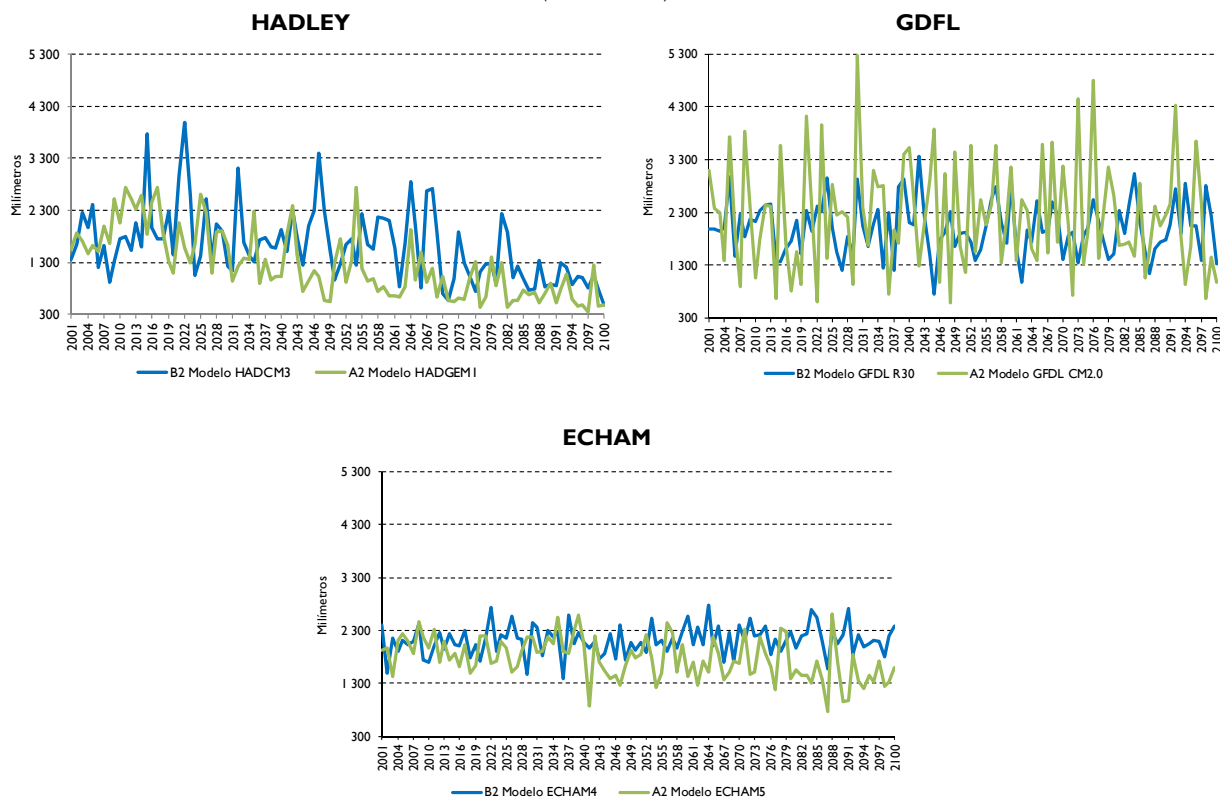 HADLEY
Milímetros
5 300
4 300
3 300
2 300
1 300
300
2001 2004 2007 2010 2013 2016 2019 2022 2025 2028 2031 2034 2037 2040 2043 2046 2049 2052 2055 2058 2061 2064 2067 2070 2073 2076 2079 2082 2085 2088 2091 2094 2097 2100
B2 Modelo HADCM3 A2 Modelo HADGEM1
GDFL
Milímetros
5 300
4 300
3 300
2 300
1 300
300
2001 2004 2007 2010 2013 2016 2019 2022 2025 2028 2031 2034 2037 2040 2043 2046 2049 2052 2055 2058 2061 2064 2067 2070 2073 2076 2079 2082 2085 2088 2091 2094 2097 2100
B2 Modelo GFDL R30 A2 Modelo GFDL CM2.0
ECHAM
Milímetros
5 300
4 300
3 300
2 300
1 300
300
2001 2004 2007 2010 2013 2016 2019 2022 2025 2028 2031 2034 2037 2040 2043 2046 2049 2052 2055 2058 2061 2064 2067 2070 2073 2076 2079 2082 2085 2088 2091 2094 2097 2100
B2 Modelo ECHAM4 A2 Modelo ECHAM5